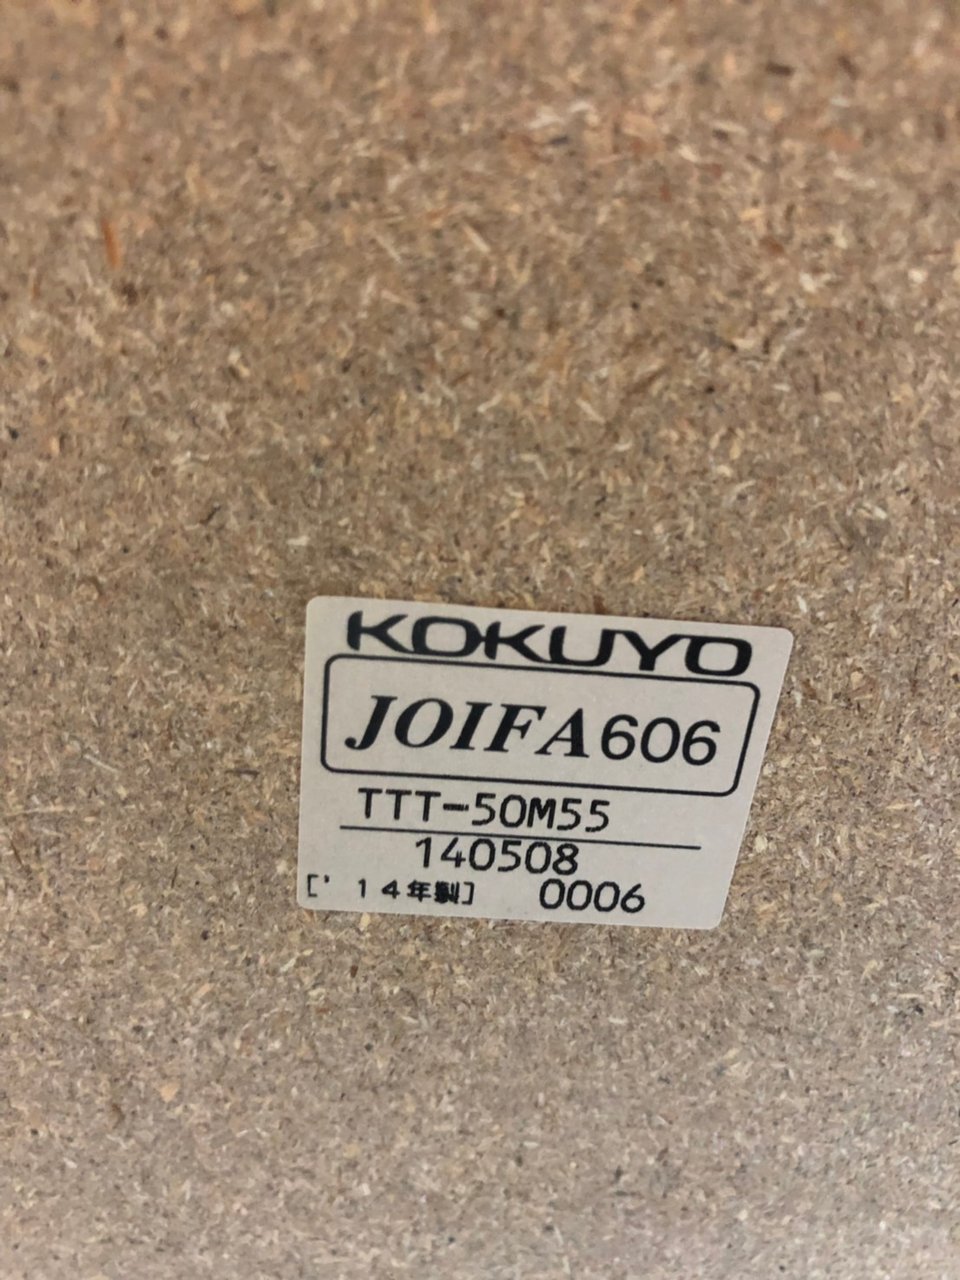 KOKUYO
JOIFA606
TTT-50M55
140508
['14年製] 0006